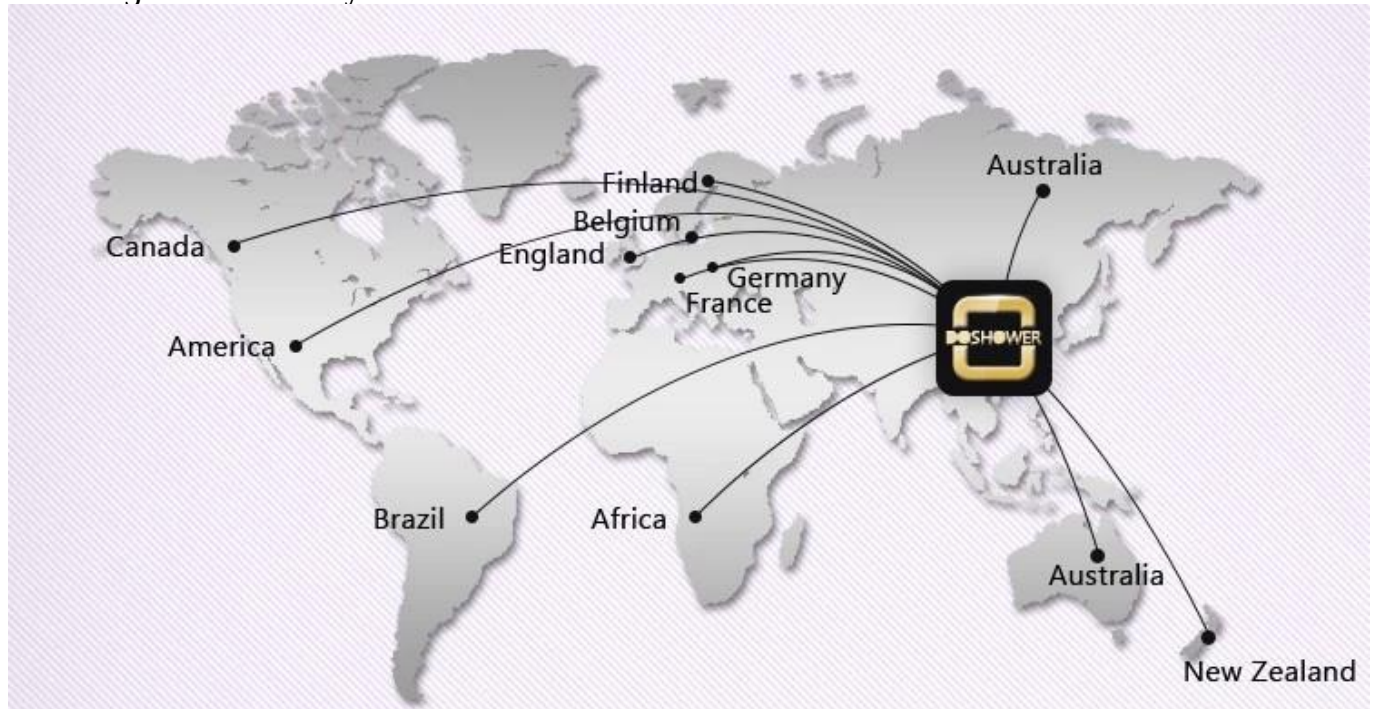 Australia
Finland
Belgium
Canada
England
Germany
France
DOSHOWER
America
Brazil
Africa
Australia
New Zealand